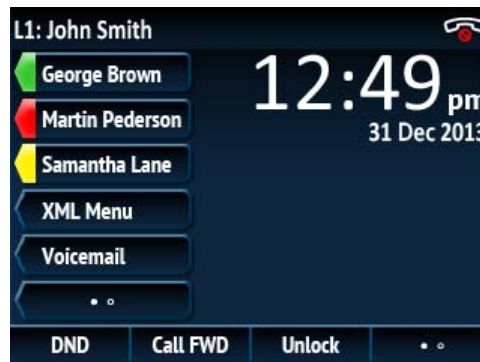 L1: John Smith
George Brown
12:49 pm
Martin Pederson
31 Dec 2013
Samantha Lane
XML Menu
Voicemail
DND Call FWD Unlock